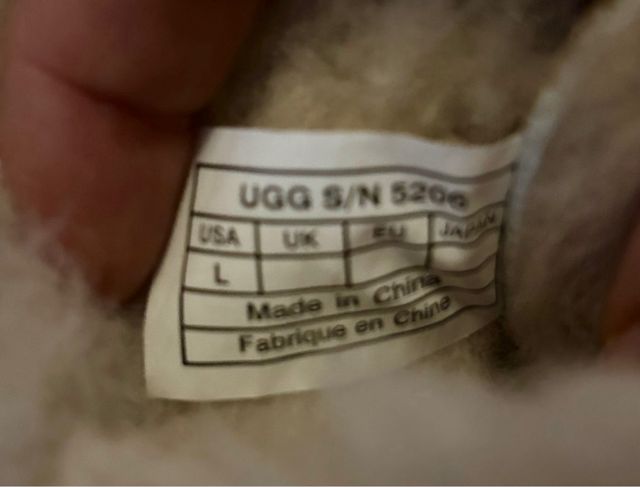 UGG S/N 5206
USA UK EU JAPAN
L
Made in China
Fabrique en Chine